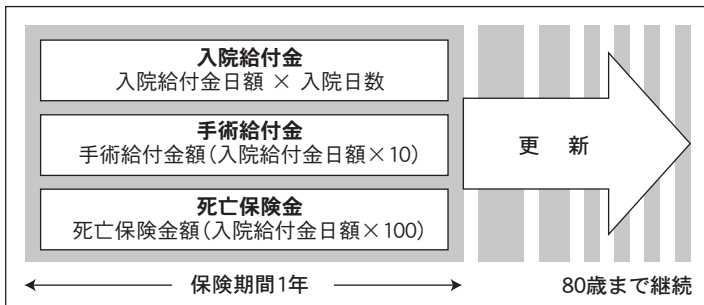 入院給付金
入院給付金日額 × 入院日数
手術給付金
手術給付金額(入院給付金日額×10)
死亡保険金
死亡保険金額(入院給付金日額×100)
更 新
保険期間1年
80歳まで継続